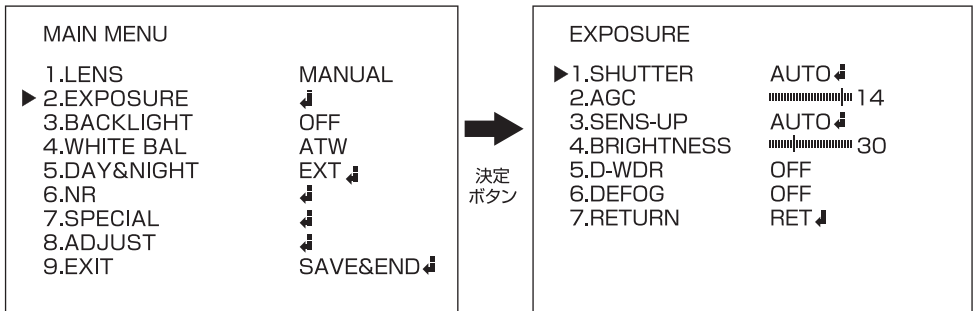 MAIN MENU
1.LENS MANUAL
▶ 2.EXPOSURE ↲
3.BACKLIGHT OFF
4.WHITE BAL ATW
5.DAY&NIGHT EXT↲
6.NR ↲
7.SPECIAL ↲
8.ADJUST ↲
9.EXIT SAVE&END↲
決定
ボタン
EXPOSURE
▶1.SHUTTER AUTO↲
2.AGC 14
3.SENS-UP AUTO↲
4.BRIGHTNESS 30
5.D-WDR OFF
6.DEFOG OFF
7.RETURN RET↲